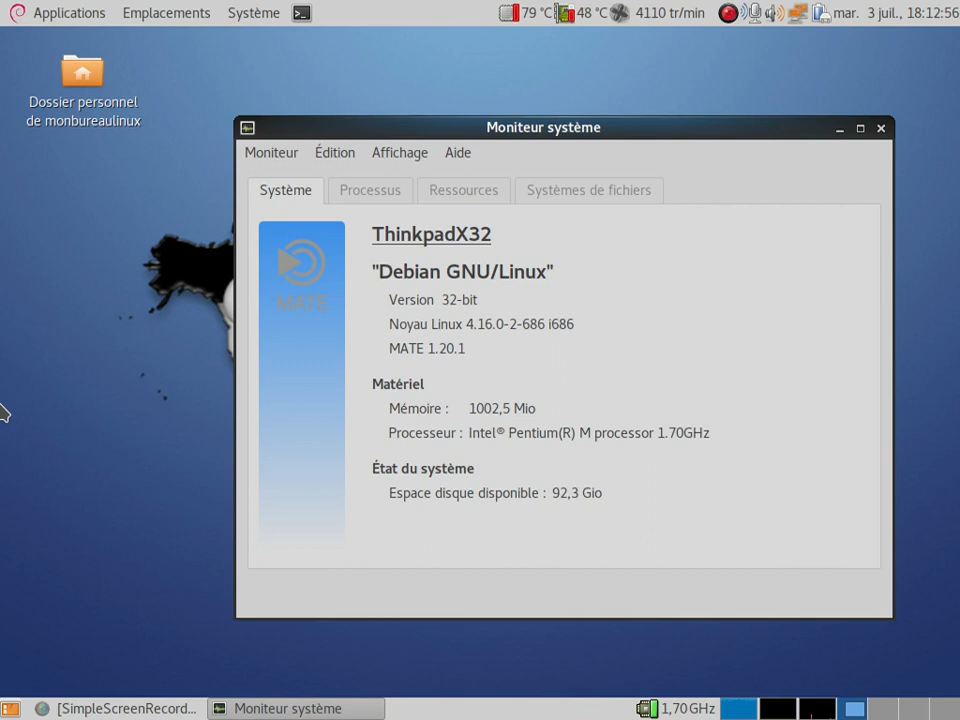 Applications Emplacements Système 79 °C 48 °C 4110 tr/min mar. 3 juil., 18:12:56
Dossier personnel
de monbureaulinux
Moniteur système
Moniteur Édition Affichage Aide
Système Processus Ressources Systèmes de fichiers
MATE
ThinkpadX32
"Debian GNU/Linux"
Version 32-bit
Noyau Linux 4.16.0-2-686 i686
MATE 1.20.1
Matériel
Mémoire : 1002,5 Mio
Processeur : Intel® Pentium(R) M processor 1.70GHz
État du système
Espace disque disponible : 92,3 Gio
[SimpleScreenRecord... Moniteur système 1,70 GHz